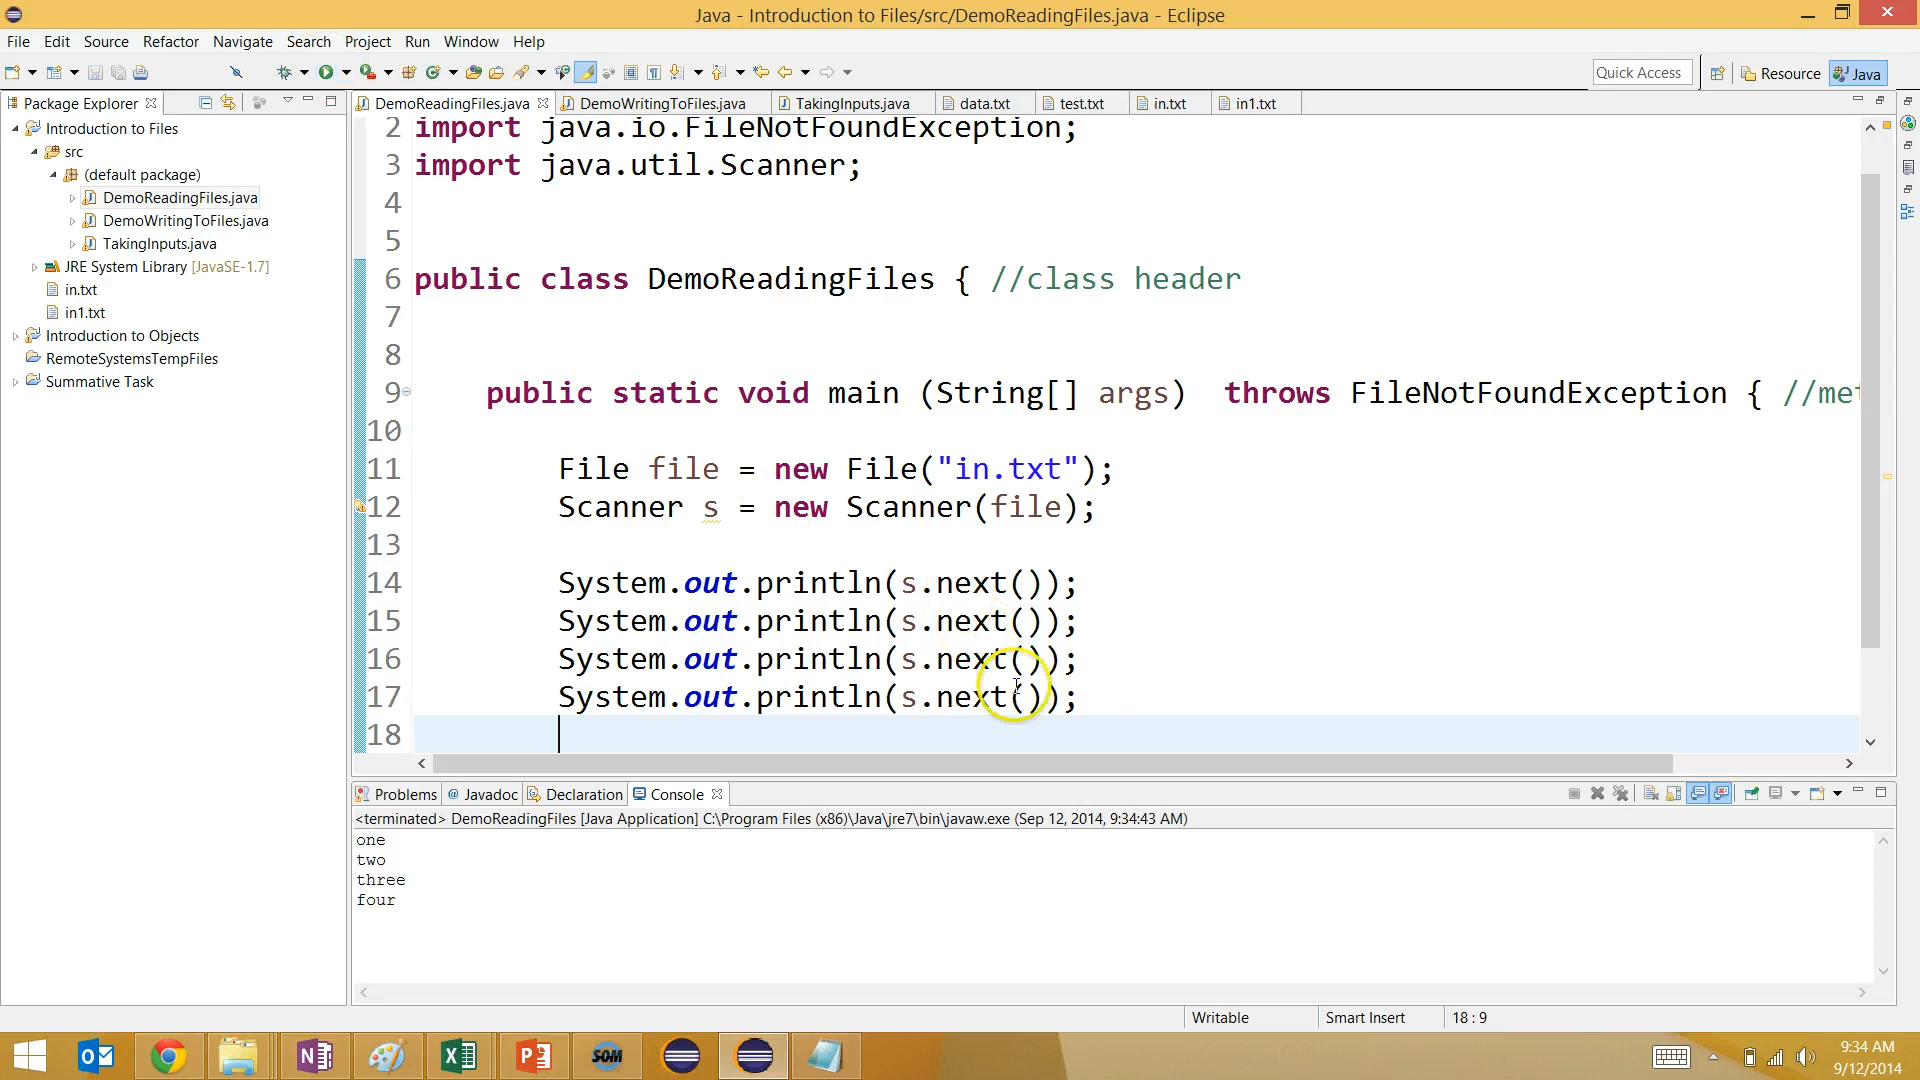 Java - Introduction to Files/src/DemoReadingFiles.java - Eclipse
File Edit Source Refactor Navigate Search Project Run Window Help
Quick Access Resource Java
Package Explorer
Introduction to Files
src
(default package)
DemoReadingFiles.java
DemoWritingToFiles.java
TakingInputs.java
JRE System Library [JavaSE-1.7]
in.txt
in1.txt
Introduction to Objects
RemoteSystemsTempFiles
Summative Task
DemoReadingFiles.java DemoWritingToFiles.java TakingInputs.java data.txt test.txt in.txt in1.txt
2 import java.io.FileNotFoundException;
3 import java.util.Scanner;
4
5
6 public class DemoReadingFiles { //class header
7
8
9 public static void main (String[] args) throws FileNotFoundException { //met
10
11 File file = new File("in.txt");
12 Scanner s = new Scanner(file);
13
14 System.out.println(s.next());
15 System.out.println(s.next());
16 System.out.println(s.next());
17 System.out.println(s.next());
18
Problems @ Javadoc Declaration Console
<terminated> DemoReadingFiles [Java Application] C:\Program Files (x86)\Java\jre7\bin\javaw.exe (Sep 12, 2014, 9:34:43 AM)
one
two
three
four
Writable Smart Insert 18 : 9
SOM
9:34 AM
9/12/2014